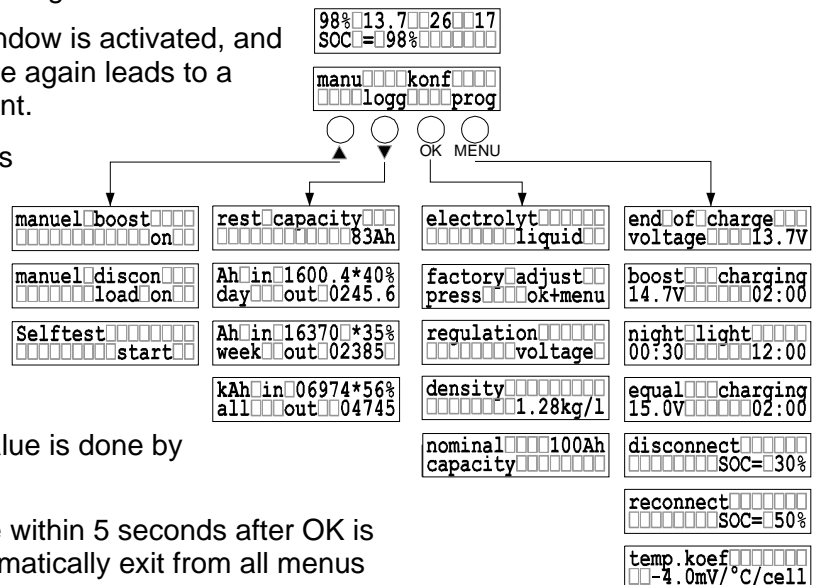 98% 13.7 26 17
SOC = 98%
ndow is activated, and
e again leads to a
nt.
manu konf
logg prog
OK MENU
s
manuel boost
on
manuel discon
load on
Selftest
start
rest capacity
83Ah
Ah in 1600.4*40%
day out 0245.6
Ah in 16370 *35%
week out 02385
kAh in 06974*56%
all out 04745
electrolyt
liquid
factory adjust
press ok+menu
regulation
voltage
density
1.28kg/l
nominal 100Ah
capacity
end of charge
voltage 13.7V
boost charging
14.7V 02:00
night light
00:30 12:00
equal charging
15.0V 02:00
disconnect
SOC= 30%
reconnect
SOC= 50%
temp.koef
-4.0mV/°C/cell
alue is done by
e within 5 seconds after OK is
matically exit from all menus